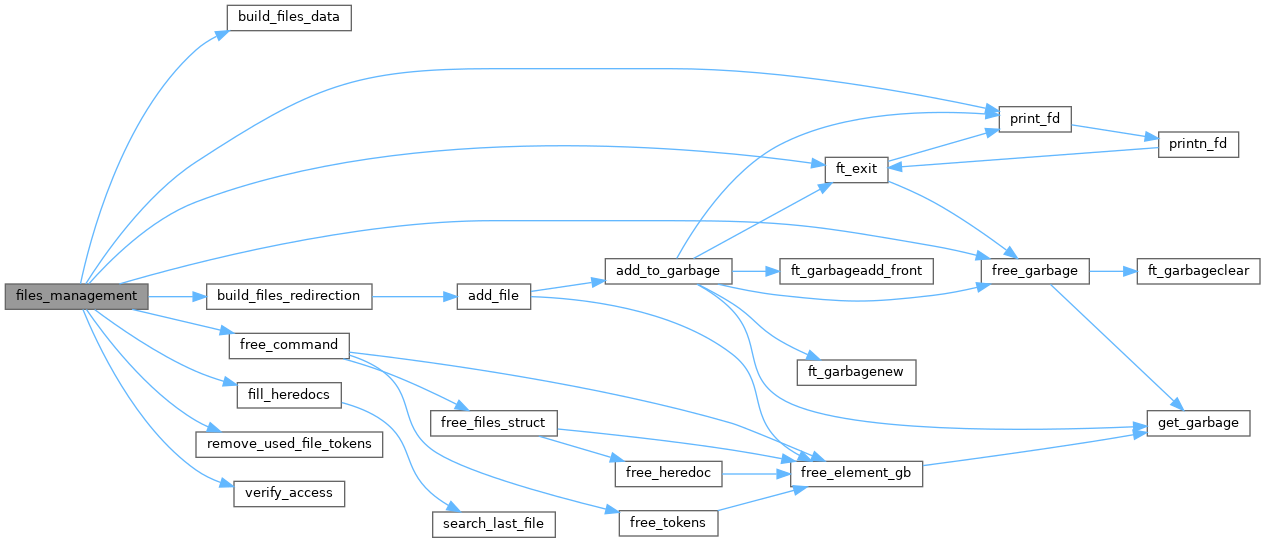 build_files_data
print_fd
printn_fd
ft_exit
add_to_garbage
ft_garbageadd_front
free_garbage
ft_garbageclear
files_management
build_files_redirection
add_file
free_command
ft_garbagenew
fill_heredocs
free_files_struct
get_garbage
remove_used_file_tokens
free_heredoc
free_element_gb
verify_access
search_last_file
free_tokens